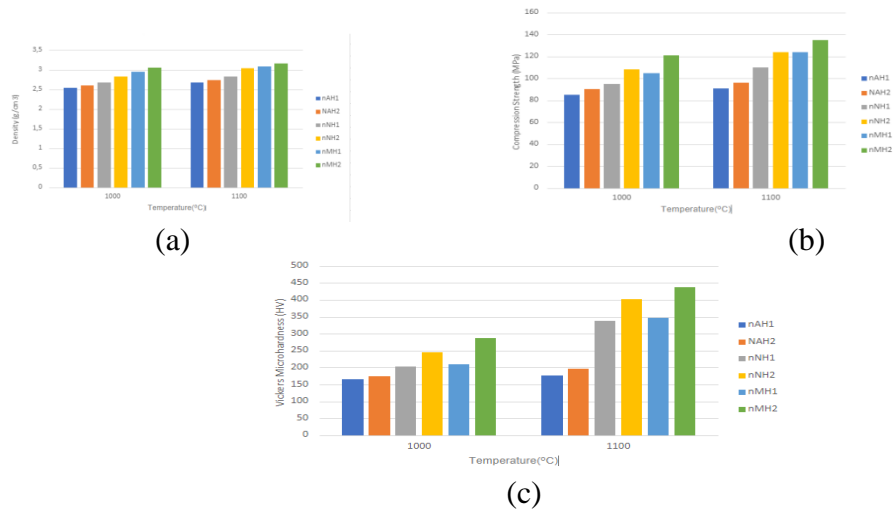 3,5
3
2,5
2
1,5
1
0,5
0
Density (g/cm3)
1000
1100
Temperature(°C)
nAH1
NAH2
nNH1
nNH2
nMH1
nMH2
(a)
160
140
120
100
80
60
40
20
0
Compression Strength (MPa)
1000
1100
Temperature(°C)
nAH1
NAH2
nNH1
nNH2
nMH1
nMH2
(b)
500
450
400
350
300
250
200
150
100
50
0
Vickers Microhardness (HV)
1000
1100
Temperature(°C)
nAH1
NAH2
nNH1
nNH2
nMH1
nMH2
(c)